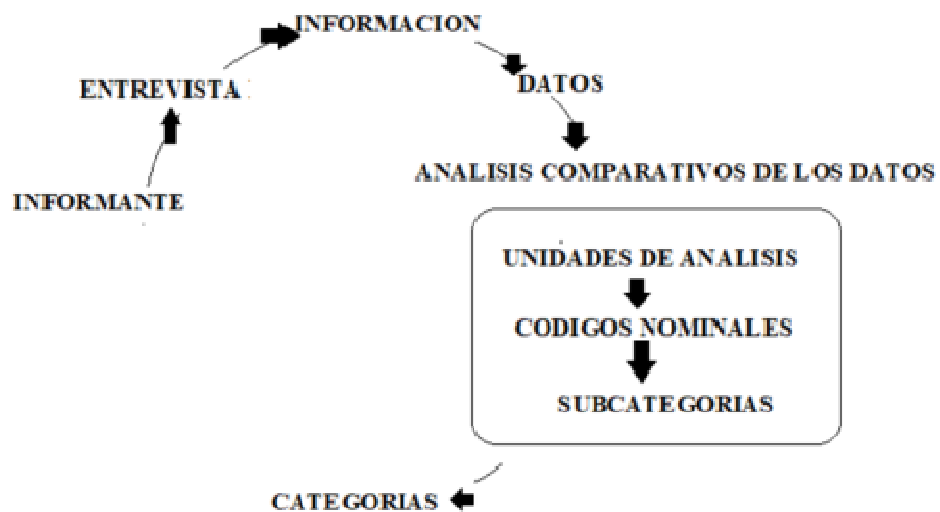 INFORMACION
ENTREVISTA
DATOS
ANALISIS COMPARATIVOS DE LOS DATOS
INFORMANTE
UNIDADES DE ANALISIS
CODIGOS NOMINALES
SUBCATEGORIAS
CATEGORIAS